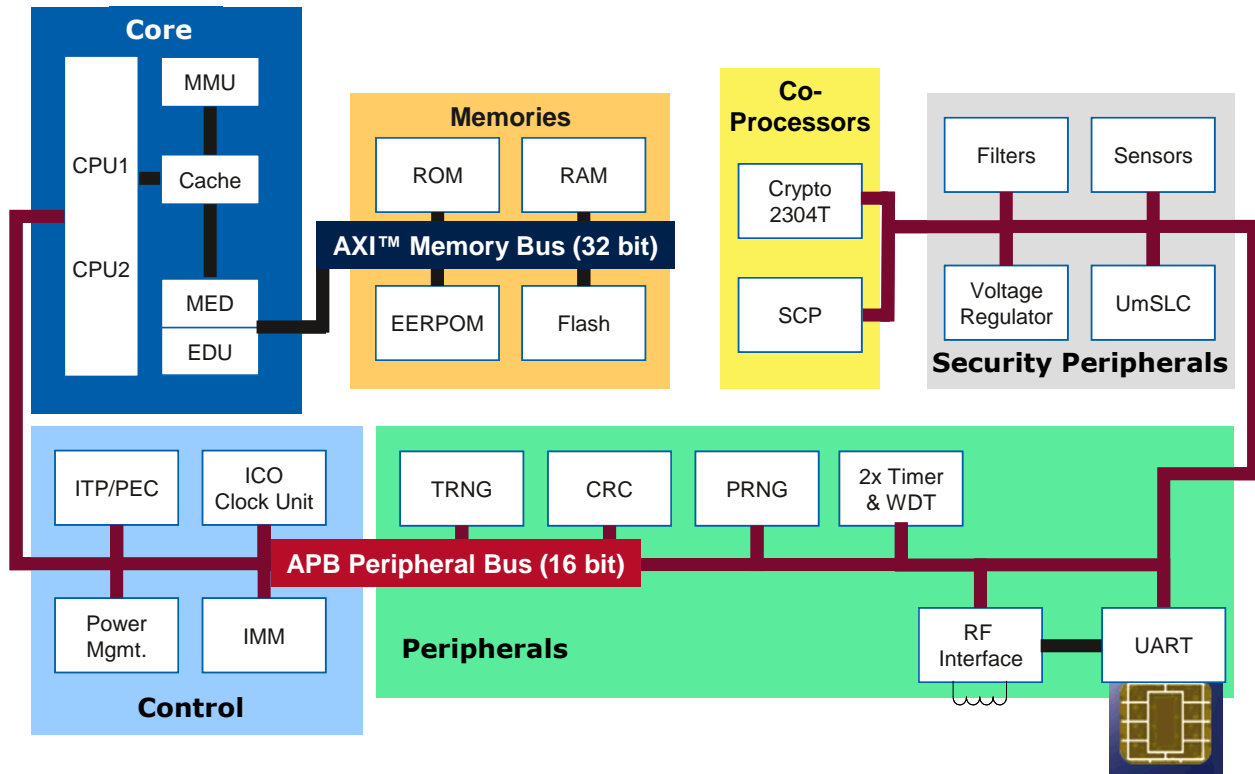 Core
MMU
CPU1
Cache
CPU2
MED
EDU
Memories
ROM
RAM
AXI™ Memory Bus (32 bit)
EERPOM
Flash
Co-
Processors
Crypto
2304T
SCP
Filters
Sensors
Voltage
Regulator
UmSLC
Security Peripherals
ITP/PEC
ICO
Clock Unit
Power
Mgmt.
IMM
Control
APB Peripheral Bus (16 bit)
TRNG
CRC
PRNG
2x Timer
& WDT
RF
Interface
UART
Peripherals